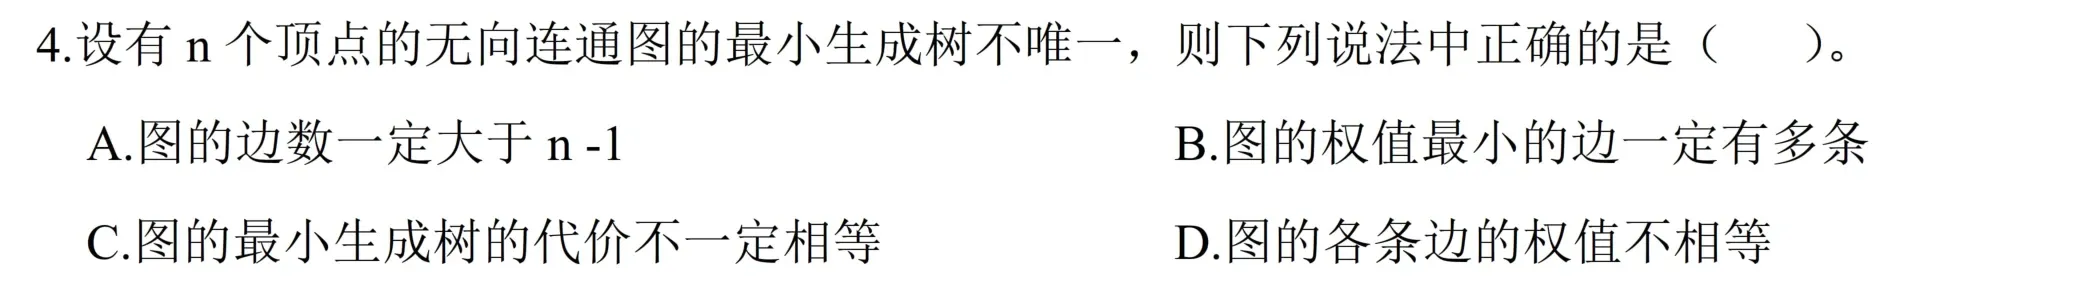 4.设有 n 个顶点的无向连通图的最小生成树不唯一，则下列说法中正确的是（　　）。
A.图的边数一定大于 n -1　　B.图的权值最小的边一定有多条
C.图的最小生成树的代价不一定相等　　D.图的各条边的权值不相等